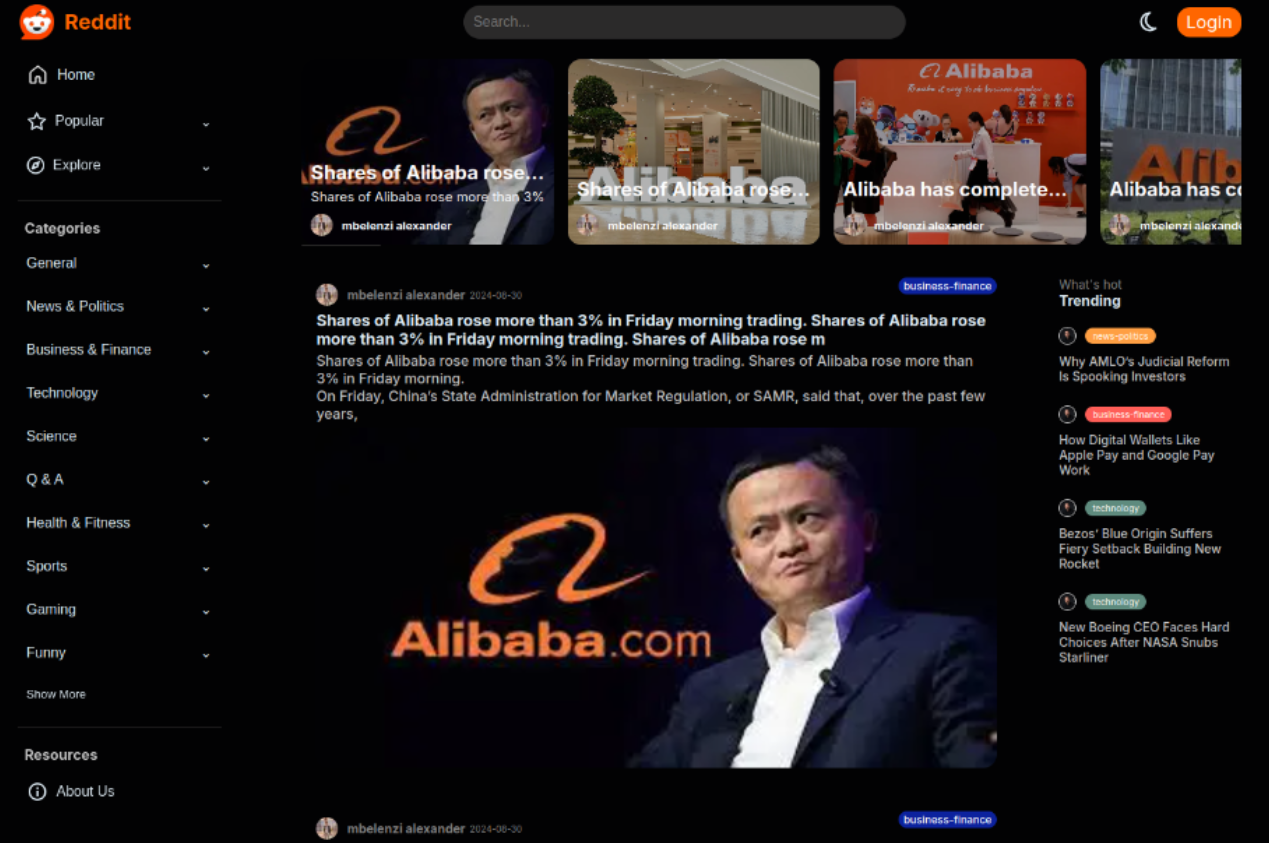 Reddit
Search...
LogIn
Home
Popular
Explore
Categories
General
News & Politics
Business & Finance
Technology
Science
Q & A
Health & Fitness
Sports
Gaming
Funny
Show More
Resources
About Us
Alibaba.com
Shares of Alibaba rose...
Shares of Alibaba rose more than 3%
mbelenzi alexander
Alibaba
Shares of Alibaba rose...
mbelenzi alexander
Alibaba
Alibaba has complete...
mbelenzi alexander
Alib
Alibaba has co
mbelenzi alexand
mbelenzi alexander 2024-08-30
business-finance
Shares of Alibaba rose more than 3% in Friday morning trading. Shares of Alibaba rose
more than 3% in Friday morning trading. Shares of Alibaba rose m
Shares of Alibaba rose more than 3% in Friday morning trading. Shares of Alibaba rose more than
3% in Friday morning.
On Friday, China's State Administration for Market Regulation, or SAMR, said that, over the past few
years,
Alibaba.com
mbelenzi alexander 2024-08-30
business-finance
What's hot
Trending
news-politics
Why AMLO's Judicial Reform
Is Spooking Investors
business-finance
How Digital Wallets Like
Apple Pay and Google Pay
Work
technology
Bezos' Blue Origin Suffers
Fiery Setback Building New
Rocket
technology
New Boeing CEO Faces Hard
Choices After NASA Snubs
Starliner